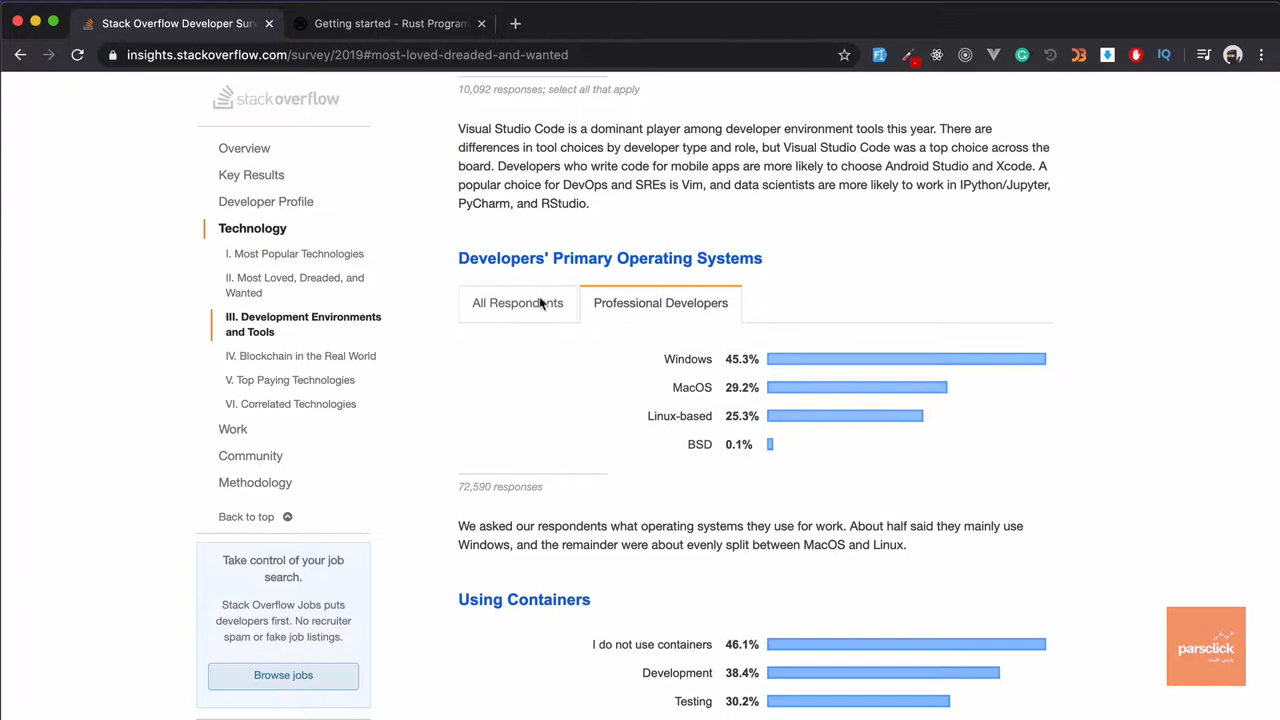 Stack Overflow Developer Sur
Getting started - Rust Program
insights.stackoverflow.com/survey/2019#most-loved-dreaded-and-wanted
IQ
stackoverflow
Overview
Key Results
Developer Profile
Technology
I. Most Popular Technologies
II. Most Loved, Dreaded, and
Wanted
III. Development Environments
and Tools
IV. Blockchain in the Real World
V. Top Paying Technologies
VI. Correlated Technologies
Work
Community
Methodology
Back to top
Take control of your job
search.
Stack Overflow Jobs puts
developers first. No recruiter
spam or fake job listings.
Browse jobs
10,092 responses; select all that apply
Visual Studio Code is a dominant player among developer environment tools this year. There are
differences in tool choices by developer type and role, but Visual Studio Code was a top choice across the
board. Developers who write code for mobile apps are more likely to choose Android Studio and Xcode. A
popular choice for DevOps and SREs is Vim, and data scientists are more likely to work in IPython/Jupyter,
PyCharm, and RStudio.
Developers' Primary Operating Systems
All Respondents Professional Developers
Windows 45.3%
MacOS 29.2%
Linux-based 25.3%
BSD 0.1%
72,590 responses
We asked our respondents what operating systems they use for work. About half said they mainly use
Windows, and the remainder were about evenly split between MacOS and Linux.
Using Containers
I do not use containers 46.1%
Development 38.4%
Testing 30.2%
parsclick
پارس کلیک